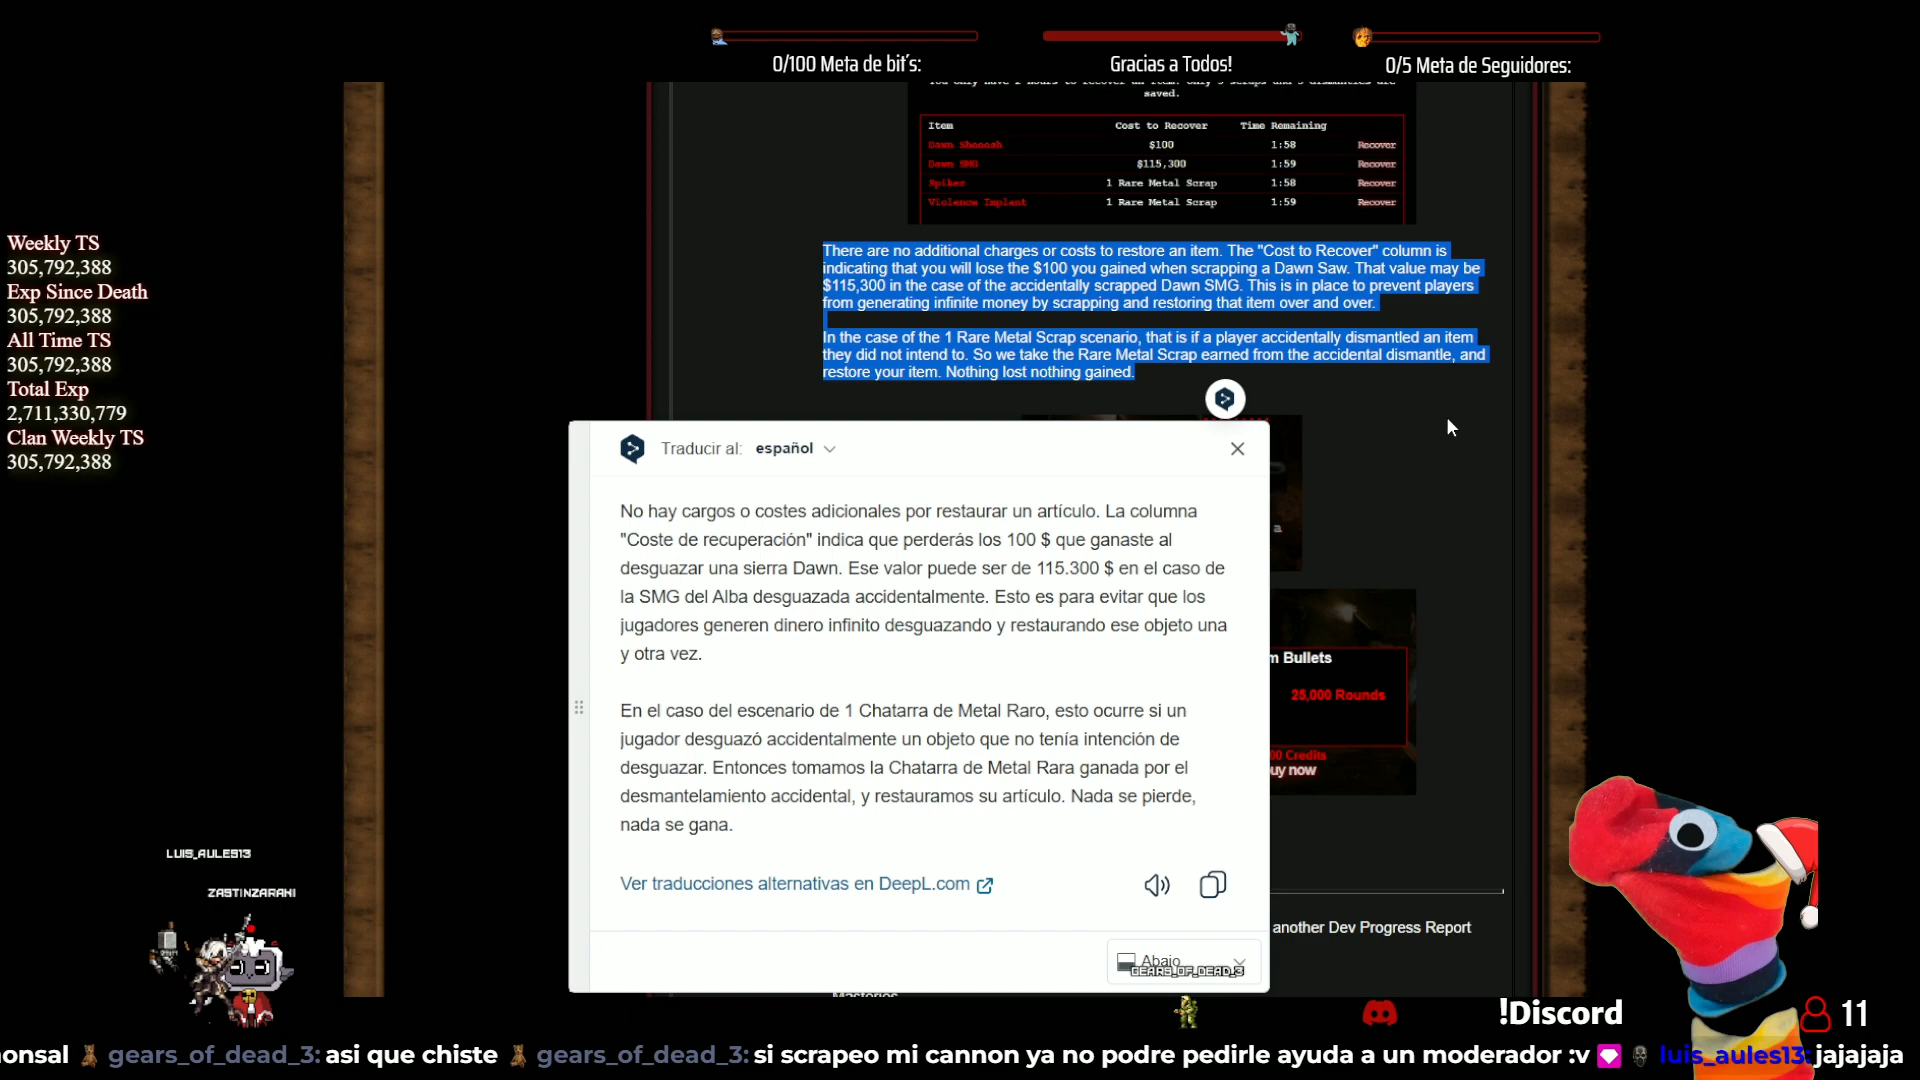 0/100 Meta de bit's:
Gracias a Todos!
0/5 Meta de Seguidores:
saved.
Item Cost to Recover Time Remaining
Dawn Shooosh $100 1:58 Recover
Dawn SMG $115,300 1:59 Recover
Spiker 1 Rare Metal Scrap 1:58 Recover
Violence Implant 1 Rare Metal Scrap 1:59 Recover
Weekly TS
305,792,388
Exp Since Death
305,792,388
All Time TS
305,792,388
Total Exp
2,711,330,779
Clan Weekly TS
305,792,388
There are no additional charges or costs to restore an item. The "Cost to Recover" column is
indicating that you will lose the $100 you gained when scrapping a Dawn Saw. That value may be
$115,300 in the case of the accidentally scrapped Dawn SMG. This is in place to prevent players
from generating infinite money by scrapping and restoring that item over and over.
In the case of the 1 Rare Metal Scrap scenario, that is if a player accidentally dismantled an item
they did not intend to. So we take the Rare Metal Scrap earned from the accidental dismantle, and
restore your item. Nothing lost nothing gained.
Traducir al: español
No hay cargos o costes adicionales por restaurar un artículo. La columna
"Coste de recuperación" indica que perderás los 100 $ que ganaste al
desguazar una sierra Dawn. Ese valor puede ser de 115.300 $ en el caso de
la SMG del Alba desguazada accidentalmente. Esto es para evitar que los
jugadores generen dinero infinito desguazando y restaurando ese objeto una
y otra vez.
En el caso del escenario de 1 Chatarra de Metal Raro, esto ocurre si un
jugador desguazó accidentalmente un objeto que no tenía intención de
desguazar. Entonces tomamos la Chatarra de Metal Rara ganada por el
desmantelamiento accidental, y restauramos su artículo. Nada se pierde,
nada se gana.
Ver traducciones alternativas en DeepL.com
Abajo
GEARS_OF_DEAD_3
a
m Bullets
25,000 Rounds
00 Credits
uy now
another Dev Progress Report
Masteries
LUIS_AULES13
ZASTINZARAKI
!Discord
11
onsal gears_of_dead_3: asi que chiste gears_of_dead_3: si scrapeo mi cannon ya no podre pedirle ayuda a un moderador :v luis_aules13: jajajaja